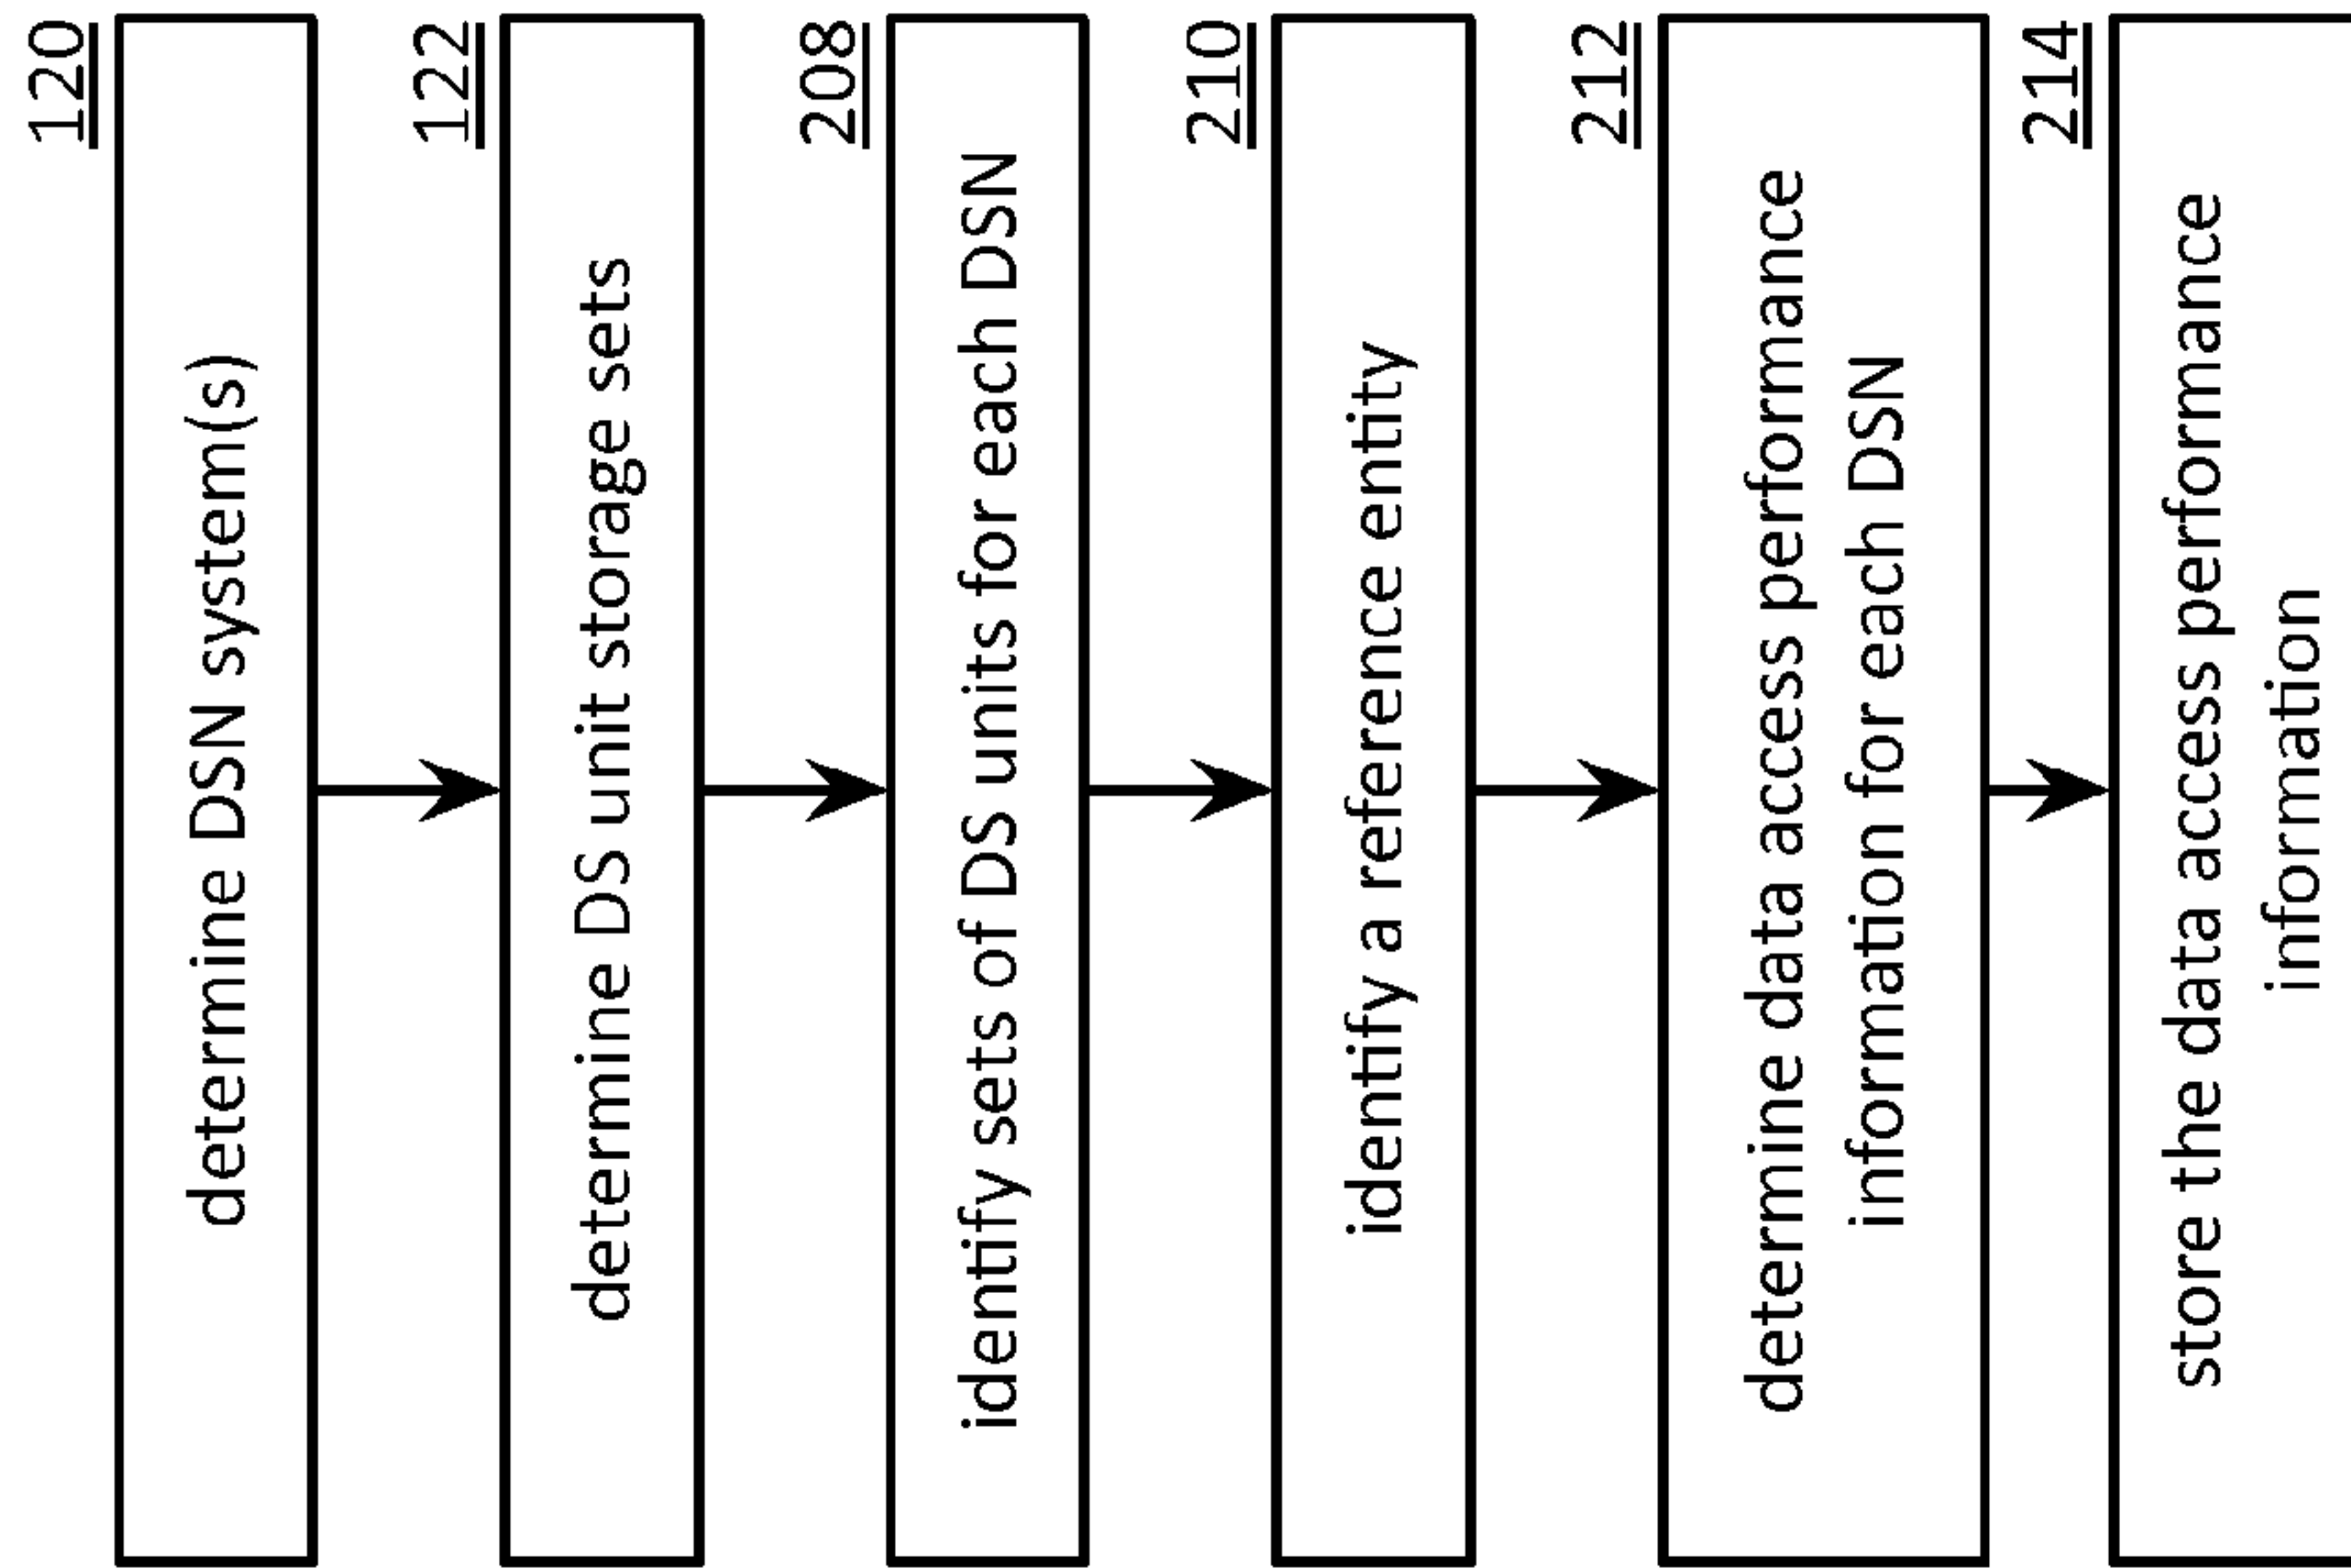 120
determine DSN system(s)
122
determine DS unit storage sets
208
identify sets of DS units for each DSN
210
identify a reference entity
212
determine data access performance
information for each DSN
214
store the data access performance
information